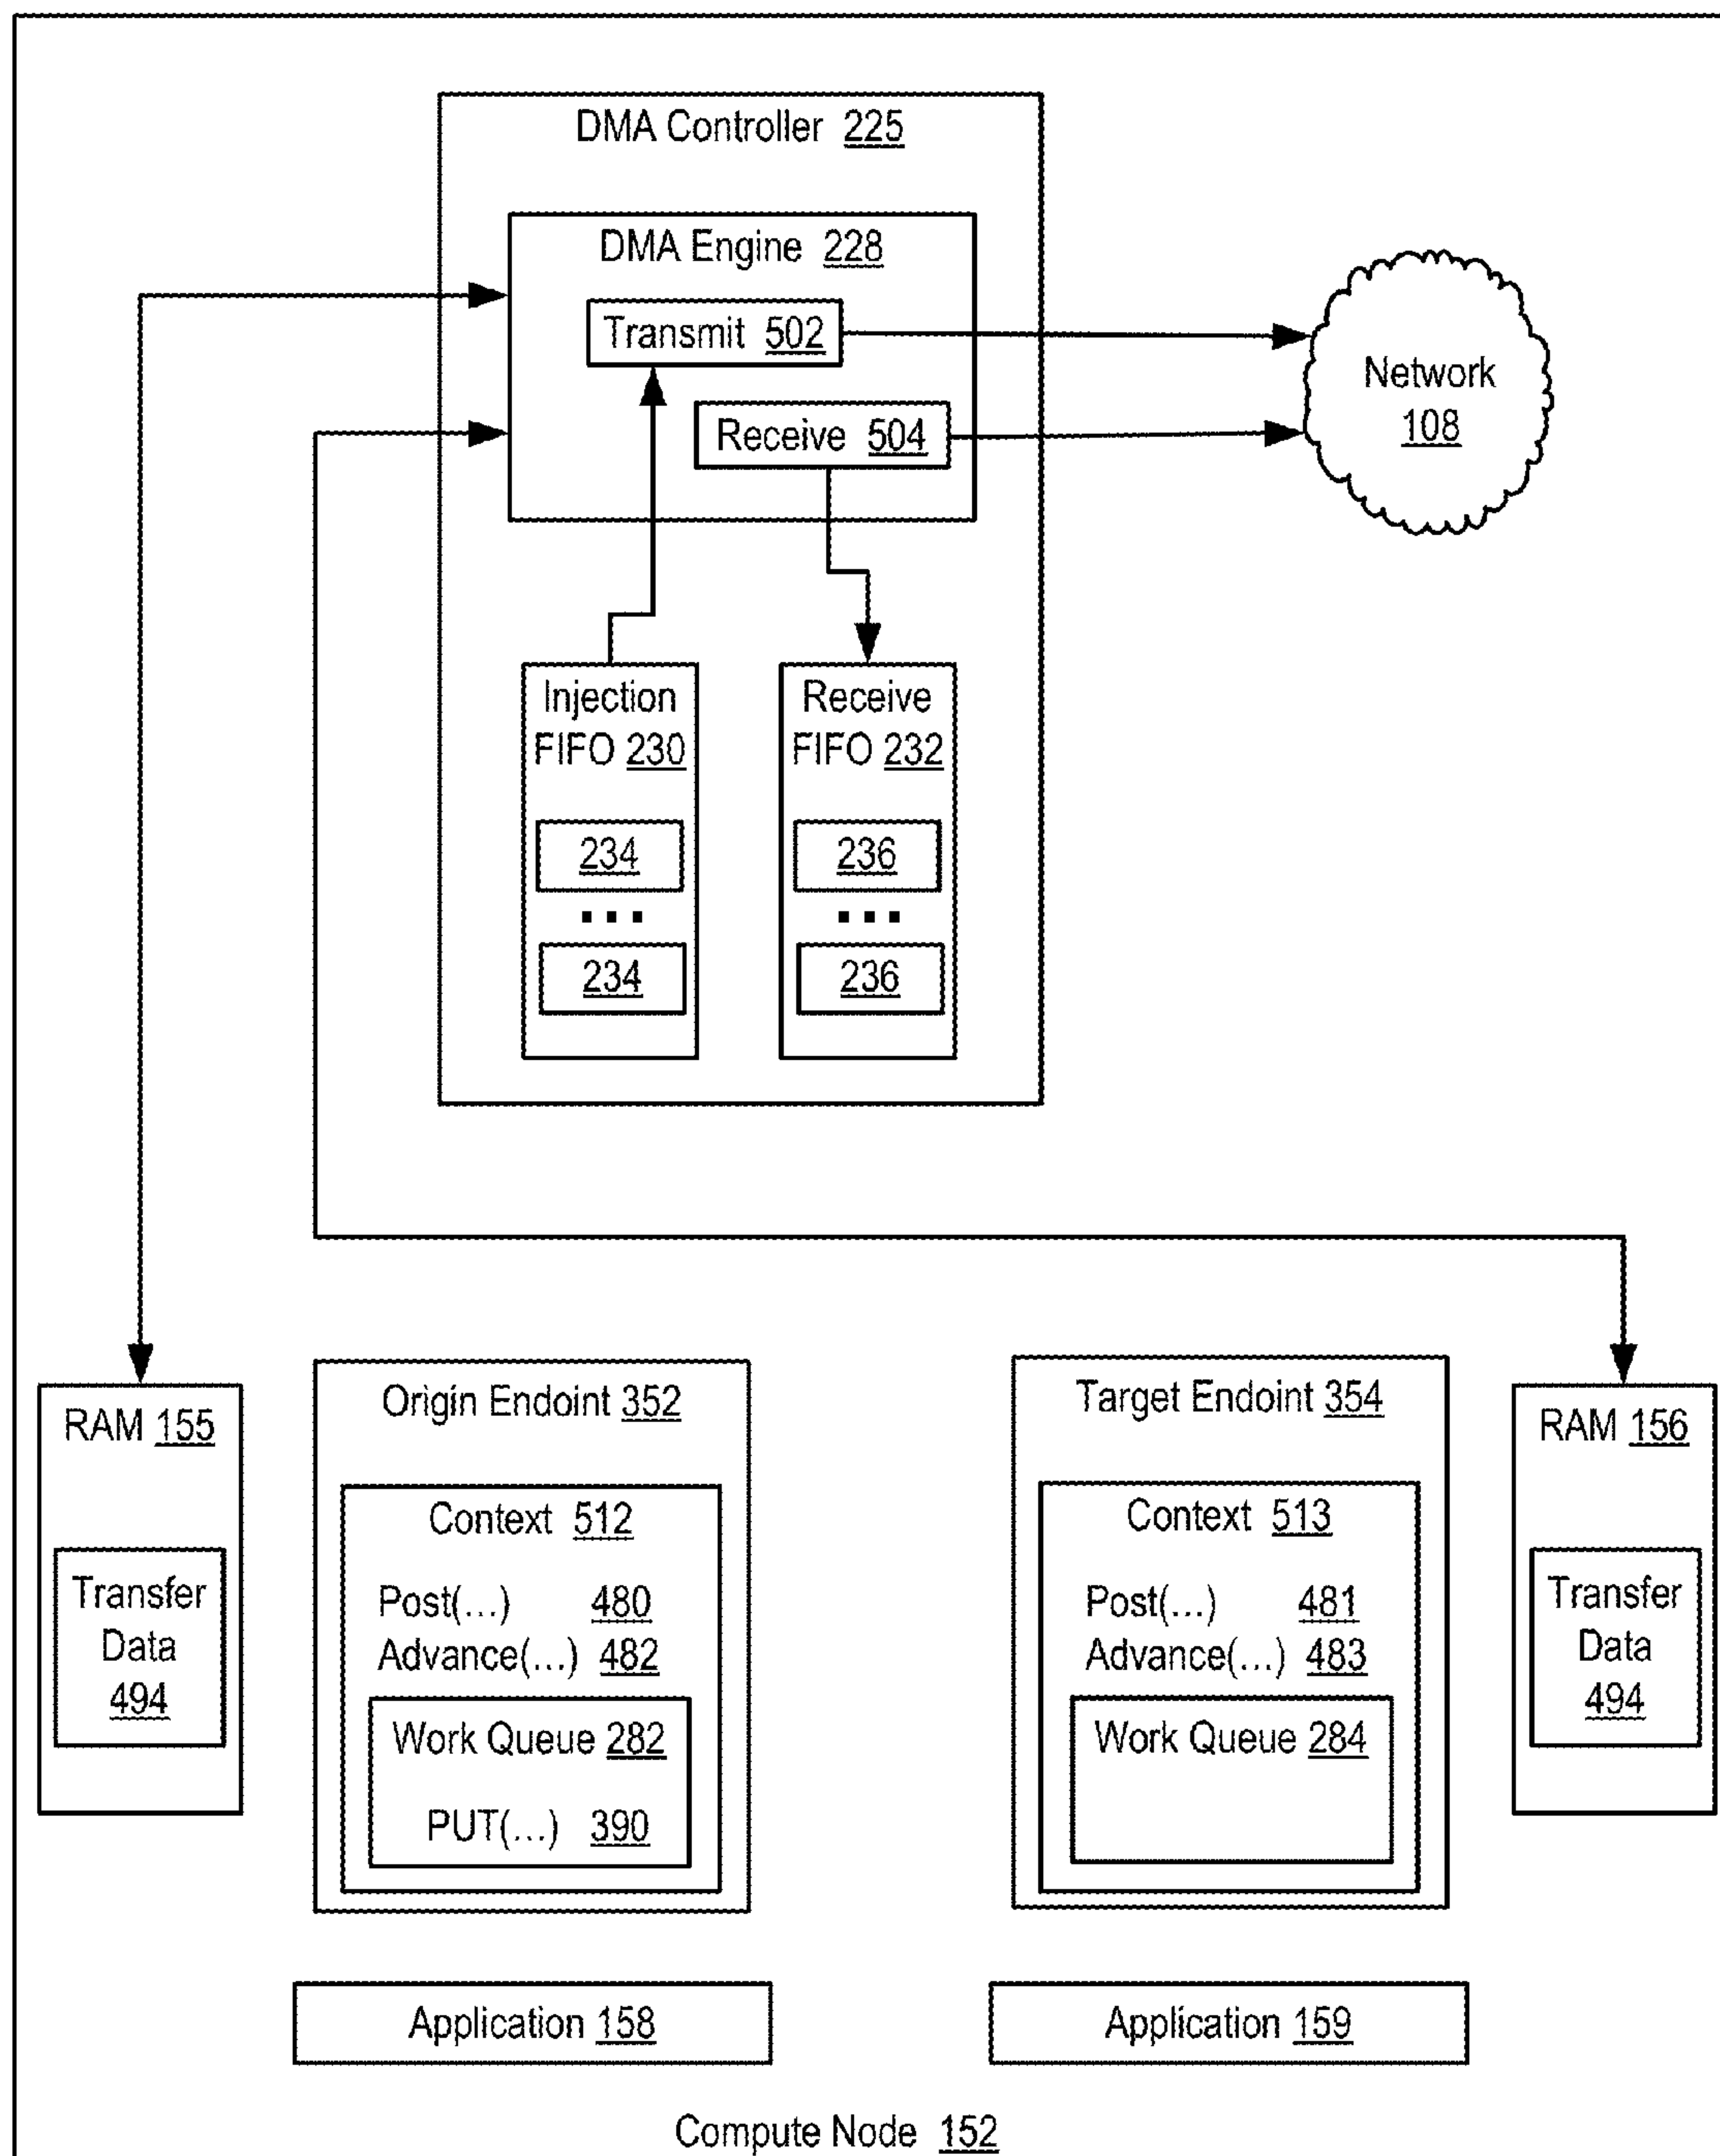 DMA Controller 225
DMA Engine 228
Transmit 502
Receive 504
Network
108
Injection
FIFO 230
234
...
234
Receive
FIFO 232
236
...
236
RAM 155
Transfer
Data
494
Origin Endoint 352
Context 512
Post(...) 480
Advance(...) 482
Work Queue 282
PUT(...) 390
Target Endoint 354
Context 513
Post(...) 481
Advance(...) 483
Work Queue 284
RAM 156
Transfer
Data
494
Application 158
Application 159
Compute Node 152